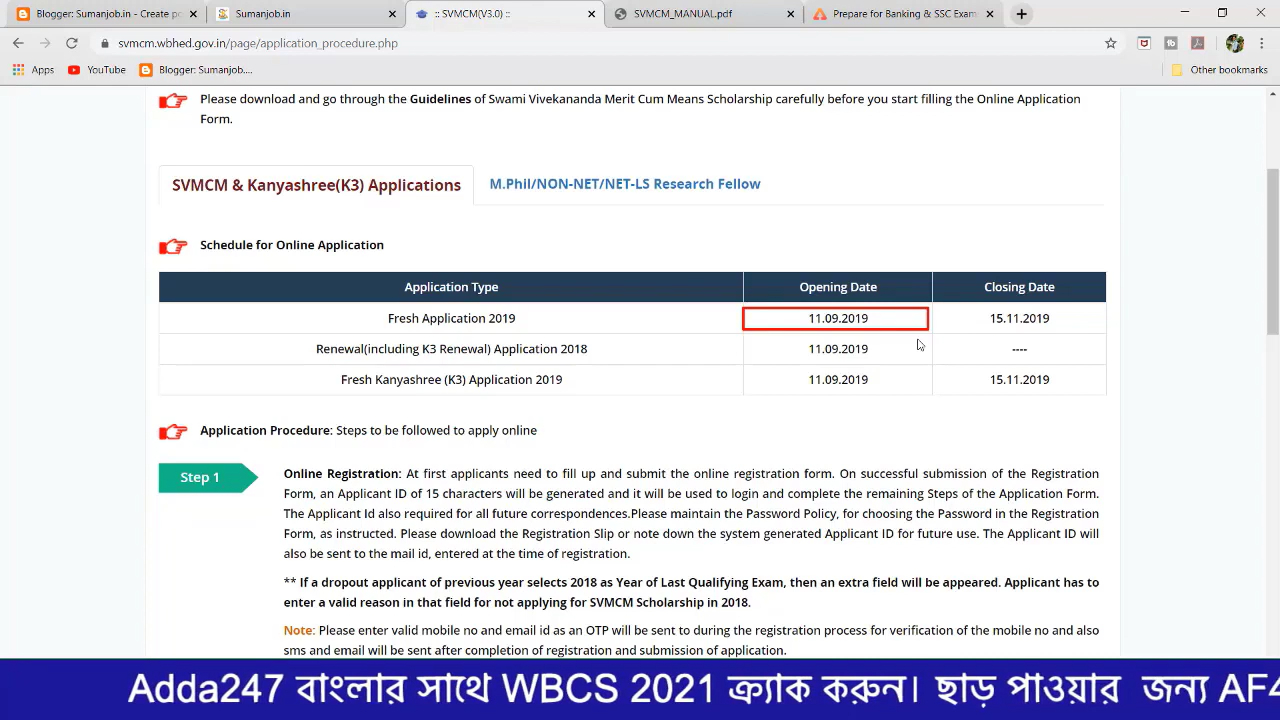 Blogger: Sumanjob.in - Create po
Sumanjob.in
:: SVMCM(V3.0) ::
SVMCM_MANUAL.pdf
Prepare for Banking & SSC Exam
svmcm.wbhed.gov.in/page/application_procedure.php
Apps
YouTube
Blogger: Sumanjob....
Other bookmarks
Please download and go through the Guidelines of Swami Vivekananda Merit Cum Means Scholarship carefully before you start filling the Online Application
Form.
SVMCM & Kanyashree(K3) Applications
M.Phil/NON-NET/NET-LS Research Fellow
Schedule for Online Application
Application Type Opening Date Closing Date
Fresh Application 2019 11.09.2019 15.11.2019
Renewal(including K3 Renewal) Application 2018 11.09.2019 ----
Fresh Kanyashree (K3) Application 2019 11.09.2019 15.11.2019
Application Procedure: Steps to be followed to apply online
Step 1
Online Registration: At first applicants need to fill up and submit the online registration form. On successful submission of the Registration
Form, an Applicant ID of 15 characters will be generated and it will be used to login and complete the remaining Steps of the Application Form.
The Applicant Id also required for all future correspondences.Please maintain the Password Policy, for choosing the Password in the Registration
Form, as instructed. Please download the Registration Slip or note down the system generated Applicant ID for future use. The Applicant ID will
also be sent to the mail id, entered at the time of registration.
** If a dropout applicant of previous year selects 2018 as Year of Last Qualifying Exam, then an extra field will be appeared. Applicant has to
enter a valid reason in that field for not applying for SVMCM Scholarship in 2018.
Note: Please enter valid mobile no and email id as an OTP will be sent to during the registration process for verification of the mobile no and also
sms and email will be sent after completion of registration and submission of application.
Adda247 বাংলার সাথে WBCS 2021 ক্র্যাক করুন। ছাড় পাওয়ার জন্য AF4